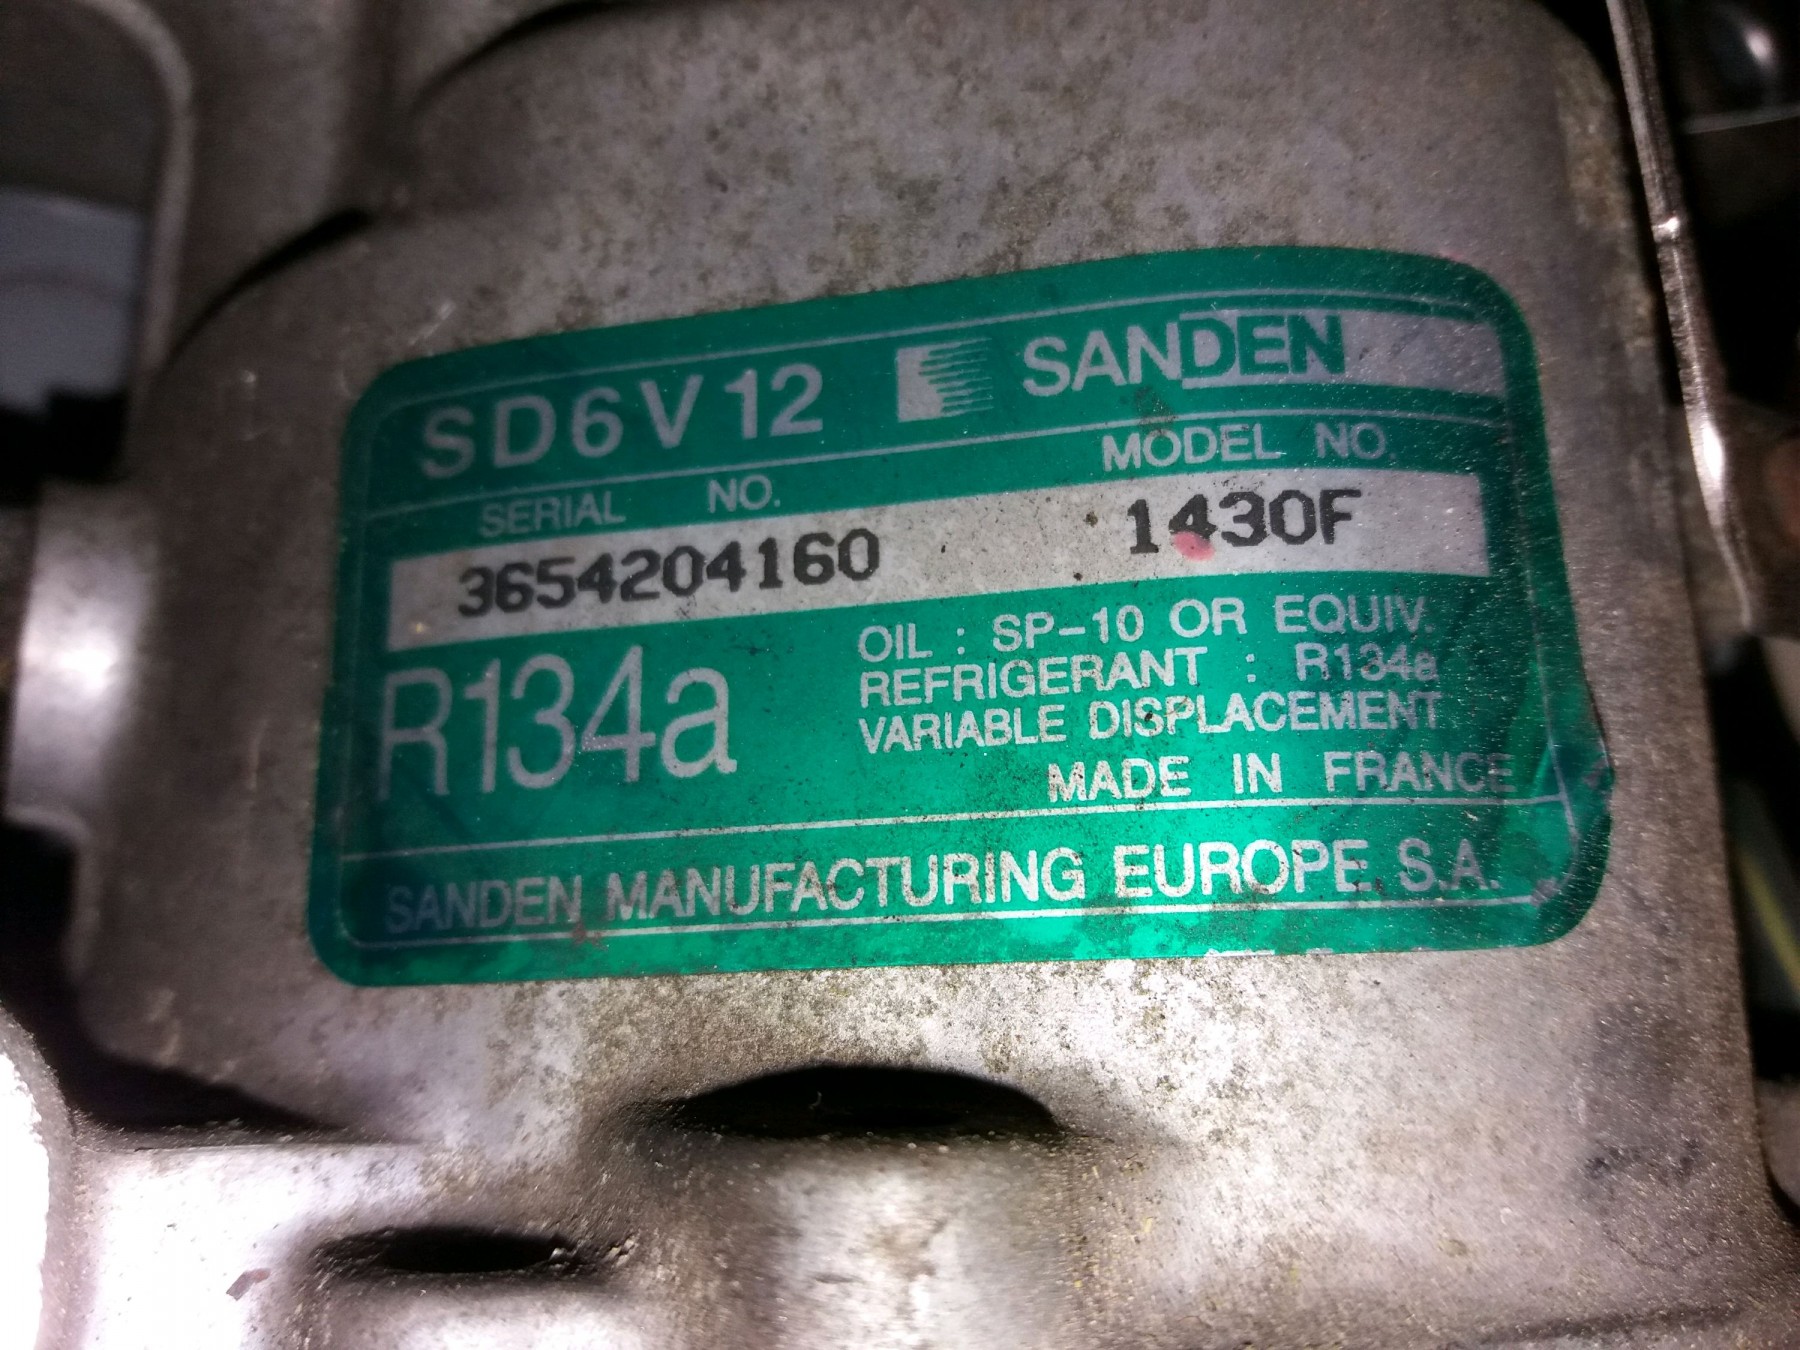 SD6V12 SANDEN
SERIAL NO. MODEL NO.
3654204160 1430F
R134a
OIL : SP-10 OR EQUIV.
REFRIGERANT : R134a
VARIABLE DISPLACEMENT
MADE IN FRANCE
SANDEN MANUFACTURING EUROPE S.A.